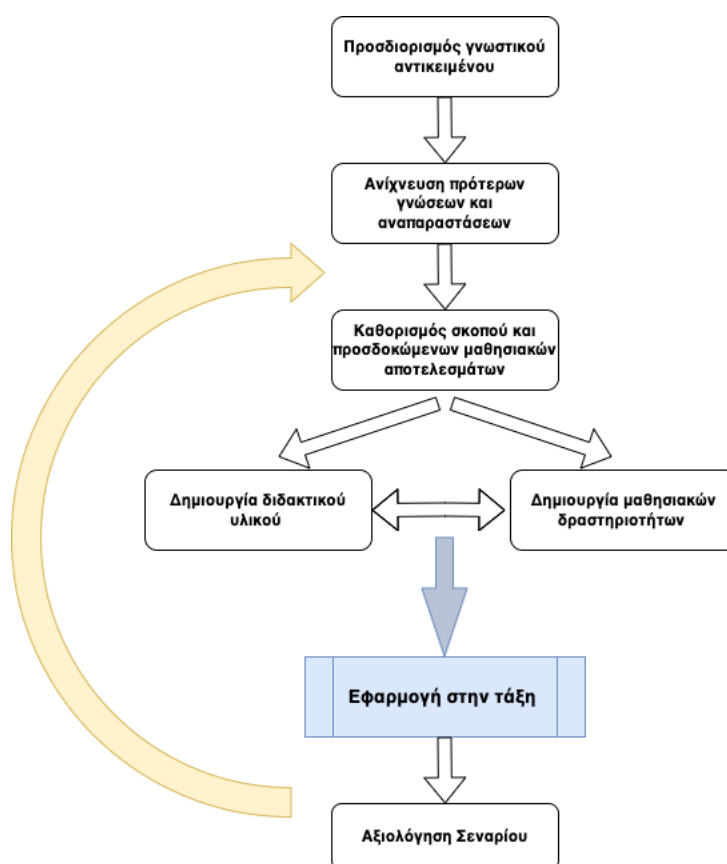 Προσδιορισμός γνωστικού
αντικειμένου
Ανίχνευση πρότερων
γνώσεων και
αναπαραστάσεων
Καθορισμός σκοπού και
προσδοκώμενων μαθησιακών
αποτελεσμάτων
Δημιουργία διδακτικού
υλικού
Δημιουργία μαθησιακών
δραστηριοτήτων
Εφαρμογή στην τάξη
Αξιολόγηση Σεναρίου